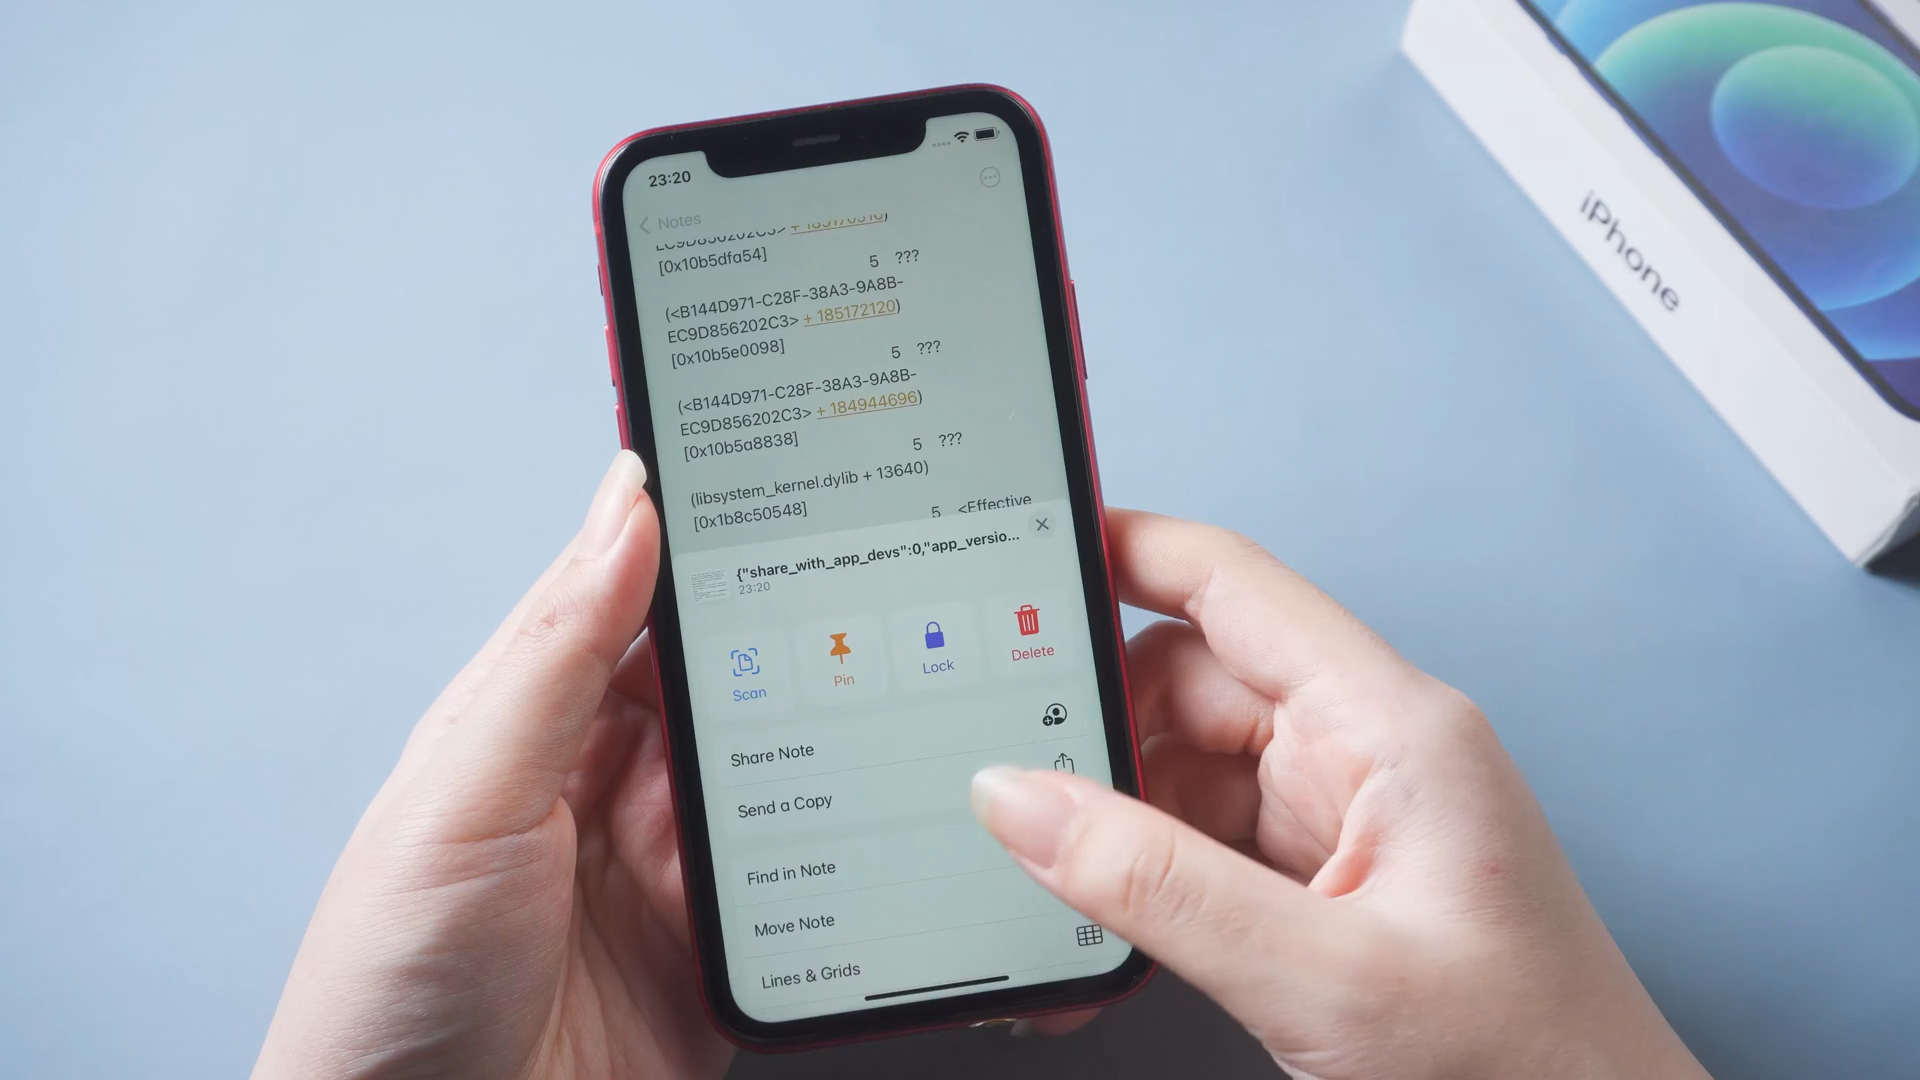 23:20
Notes
[0x10b5dfa54]
5 ???
(<B144D971-C28F-38A3-9A8B-
EC9D856202C3> + 185172120)
[0x10b5e0098]
5 ???
(<B144D971-C28F-38A3-9A8B-
EC9D856202C3> + 184944696)
[0x10b5a8838]
5 ???
(libsystem_kernel.dylib + 13640)
[0x1b8c50548]
5 <Effective
{"share_with_app_devs":0,"app_versio...
23:20
Scan
Pin
Lock
Delete
Share Note
Send a Copy
Find in Note
Move Note
Lines & Grids
iPhone